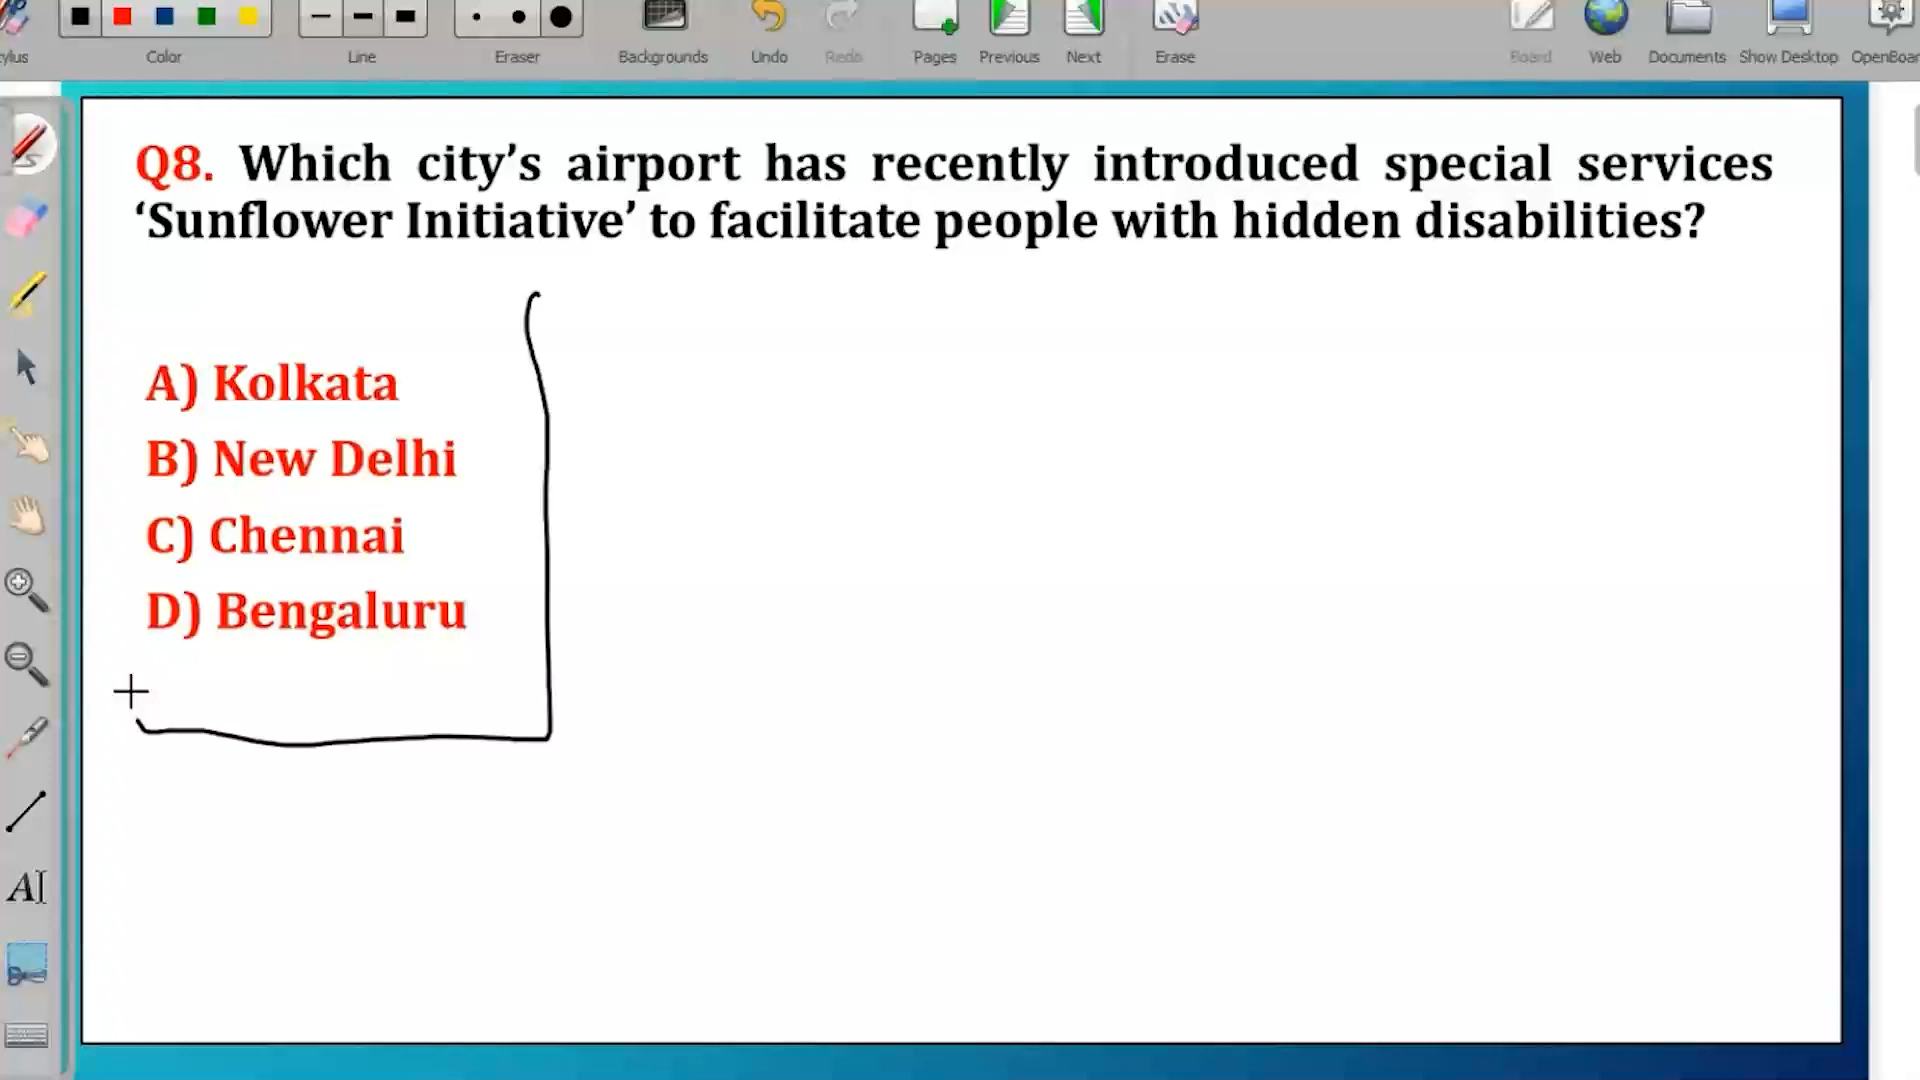 ylus
Color
Line
Eraser
Backgrounds
Undo
Redo
Pages
Previous
Next
Erase
Board
Web
Documents
Show Desktop
OpenBoar
Q8. Which city’s airport has recently introduced special services
‘Sunflower Initiative’ to facilitate people with hidden disabilities?
A) Kolkata
B) New Delhi
C) Chennai
D) Bengaluru